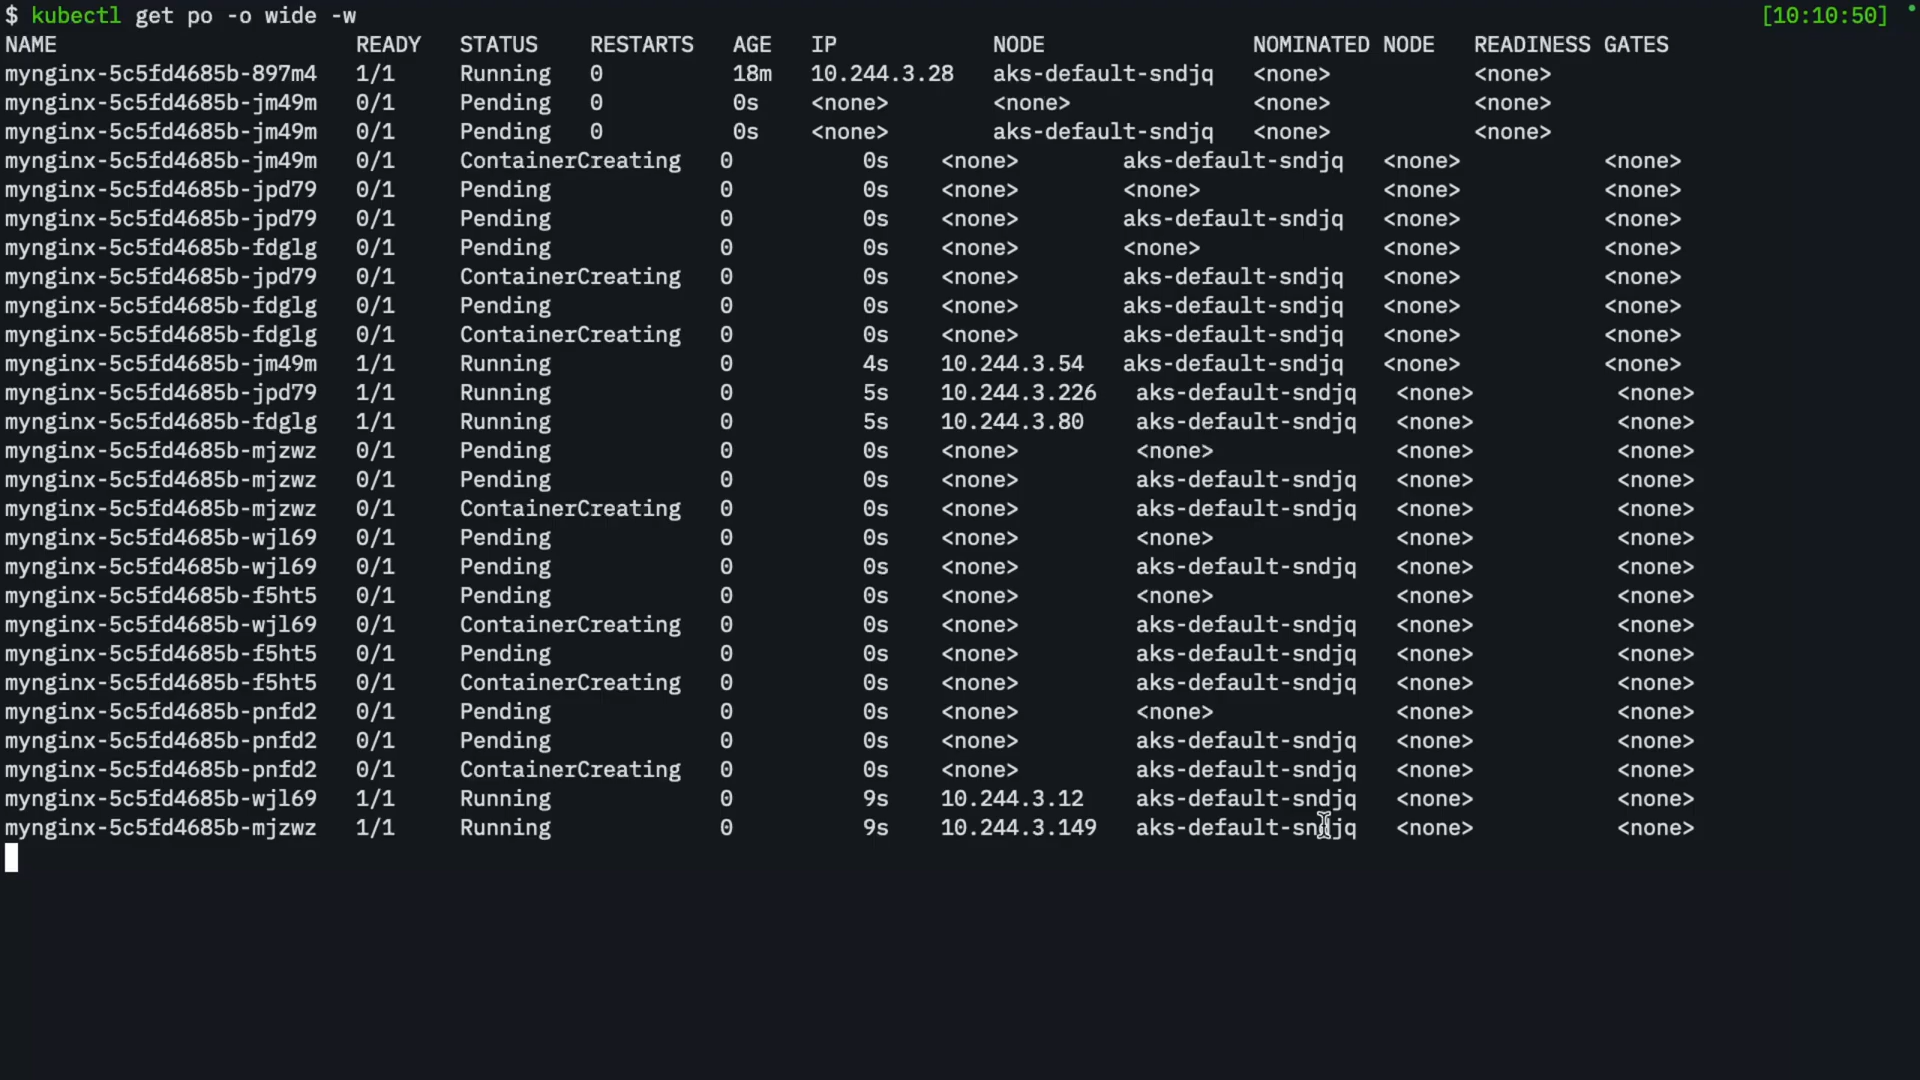 $ kubectl get po -o wide -w [10:10:50]
NAME READY STATUS RESTARTS AGE IP NODE NOMINATED NODE READINESS GATES
mynginx-5c5fd4685b-897m4 1/1 Running 0 18m 10.244.3.28 aks-default-sndjq <none> <none>
mynginx-5c5fd4685b-jm49m 0/1 Pending 0 0s <none> <none> <none> <none>
mynginx-5c5fd4685b-jm49m 0/1 Pending 0 0s <none> aks-default-sndjq <none> <none>
mynginx-5c5fd4685b-jm49m 0/1 ContainerCreating 0 0s <none> aks-default-sndjq <none> <none>
mynginx-5c5fd4685b-jpd79 0/1 Pending 0 0s <none> <none> <none> <none>
mynginx-5c5fd4685b-jpd79 0/1 Pending 0 0s <none> aks-default-sndjq <none> <none>
mynginx-5c5fd4685b-fdglg 0/1 Pending 0 0s <none> <none> <none> <none>
mynginx-5c5fd4685b-jpd79 0/1 ContainerCreating 0 0s <none> aks-default-sndjq <none> <none>
mynginx-5c5fd4685b-fdglg 0/1 Pending 0 0s <none> aks-default-sndjq <none> <none>
mynginx-5c5fd4685b-fdglg 0/1 ContainerCreating 0 0s <none> aks-default-sndjq <none> <none>
mynginx-5c5fd4685b-jm49m 1/1 Running 0 4s 10.244.3.54 aks-default-sndjq <none> <none>
mynginx-5c5fd4685b-jpd79 1/1 Running 0 5s 10.244.3.226 aks-default-sndjq <none> <none>
mynginx-5c5fd4685b-fdglg 1/1 Running 0 5s 10.244.3.80 aks-default-sndjq <none> <none>
mynginx-5c5fd4685b-mjzwz 0/1 Pending 0 0s <none> <none> <none> <none>
mynginx-5c5fd4685b-mjzwz 0/1 Pending 0 0s <none> aks-default-sndjq <none> <none>
mynginx-5c5fd4685b-mjzwz 0/1 ContainerCreating 0 0s <none> aks-default-sndjq <none> <none>
mynginx-5c5fd4685b-wjl69 0/1 Pending 0 0s <none> <none> <none> <none>
mynginx-5c5fd4685b-wjl69 0/1 Pending 0 0s <none> aks-default-sndjq <none> <none>
mynginx-5c5fd4685b-f5ht5 0/1 Pending 0 0s <none> <none> <none> <none>
mynginx-5c5fd4685b-wjl69 0/1 ContainerCreating 0 0s <none> aks-default-sndjq <none> <none>
mynginx-5c5fd4685b-f5ht5 0/1 Pending 0 0s <none> aks-default-sndjq <none> <none>
mynginx-5c5fd4685b-f5ht5 0/1 ContainerCreating 0 0s <none> aks-default-sndjq <none> <none>
mynginx-5c5fd4685b-pnfd2 0/1 Pending 0 0s <none> <none> <none> <none>
mynginx-5c5fd4685b-pnfd2 0/1 Pending 0 0s <none> aks-default-sndjq <none> <none>
mynginx-5c5fd4685b-pnfd2 0/1 ContainerCreating 0 0s <none> aks-default-sndjq <none> <none>
mynginx-5c5fd4685b-wjl69 1/1 Running 0 9s 10.244.3.12 aks-default-sndjq <none> <none>
mynginx-5c5fd4685b-mjzwz 1/1 Running 0 9s 10.244.3.149 aks-default-sndjq <none> <none>